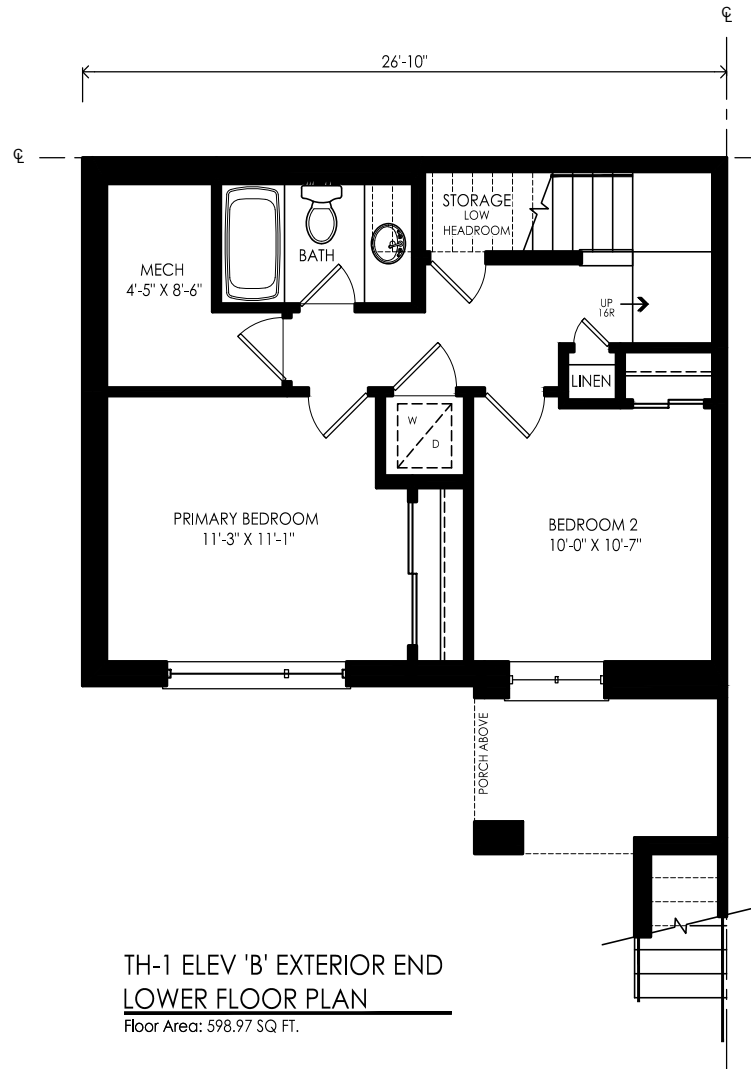 ℄
26'-10"
℄
STORAGE
LOW
HEADROOM
BATH
MECH
4'-5" X 8'-6"
UP
16R
LINEN
W
D
PRIMARY BEDROOM
11'-3" X 11'-1"
BEDROOM 2
10'-0" X 10'-7"
PORCH ABOVE
TH-1 ELEV 'B' EXTERIOR END
LOWER FLOOR PLAN
Floor Area: 598.97 SQ FT.